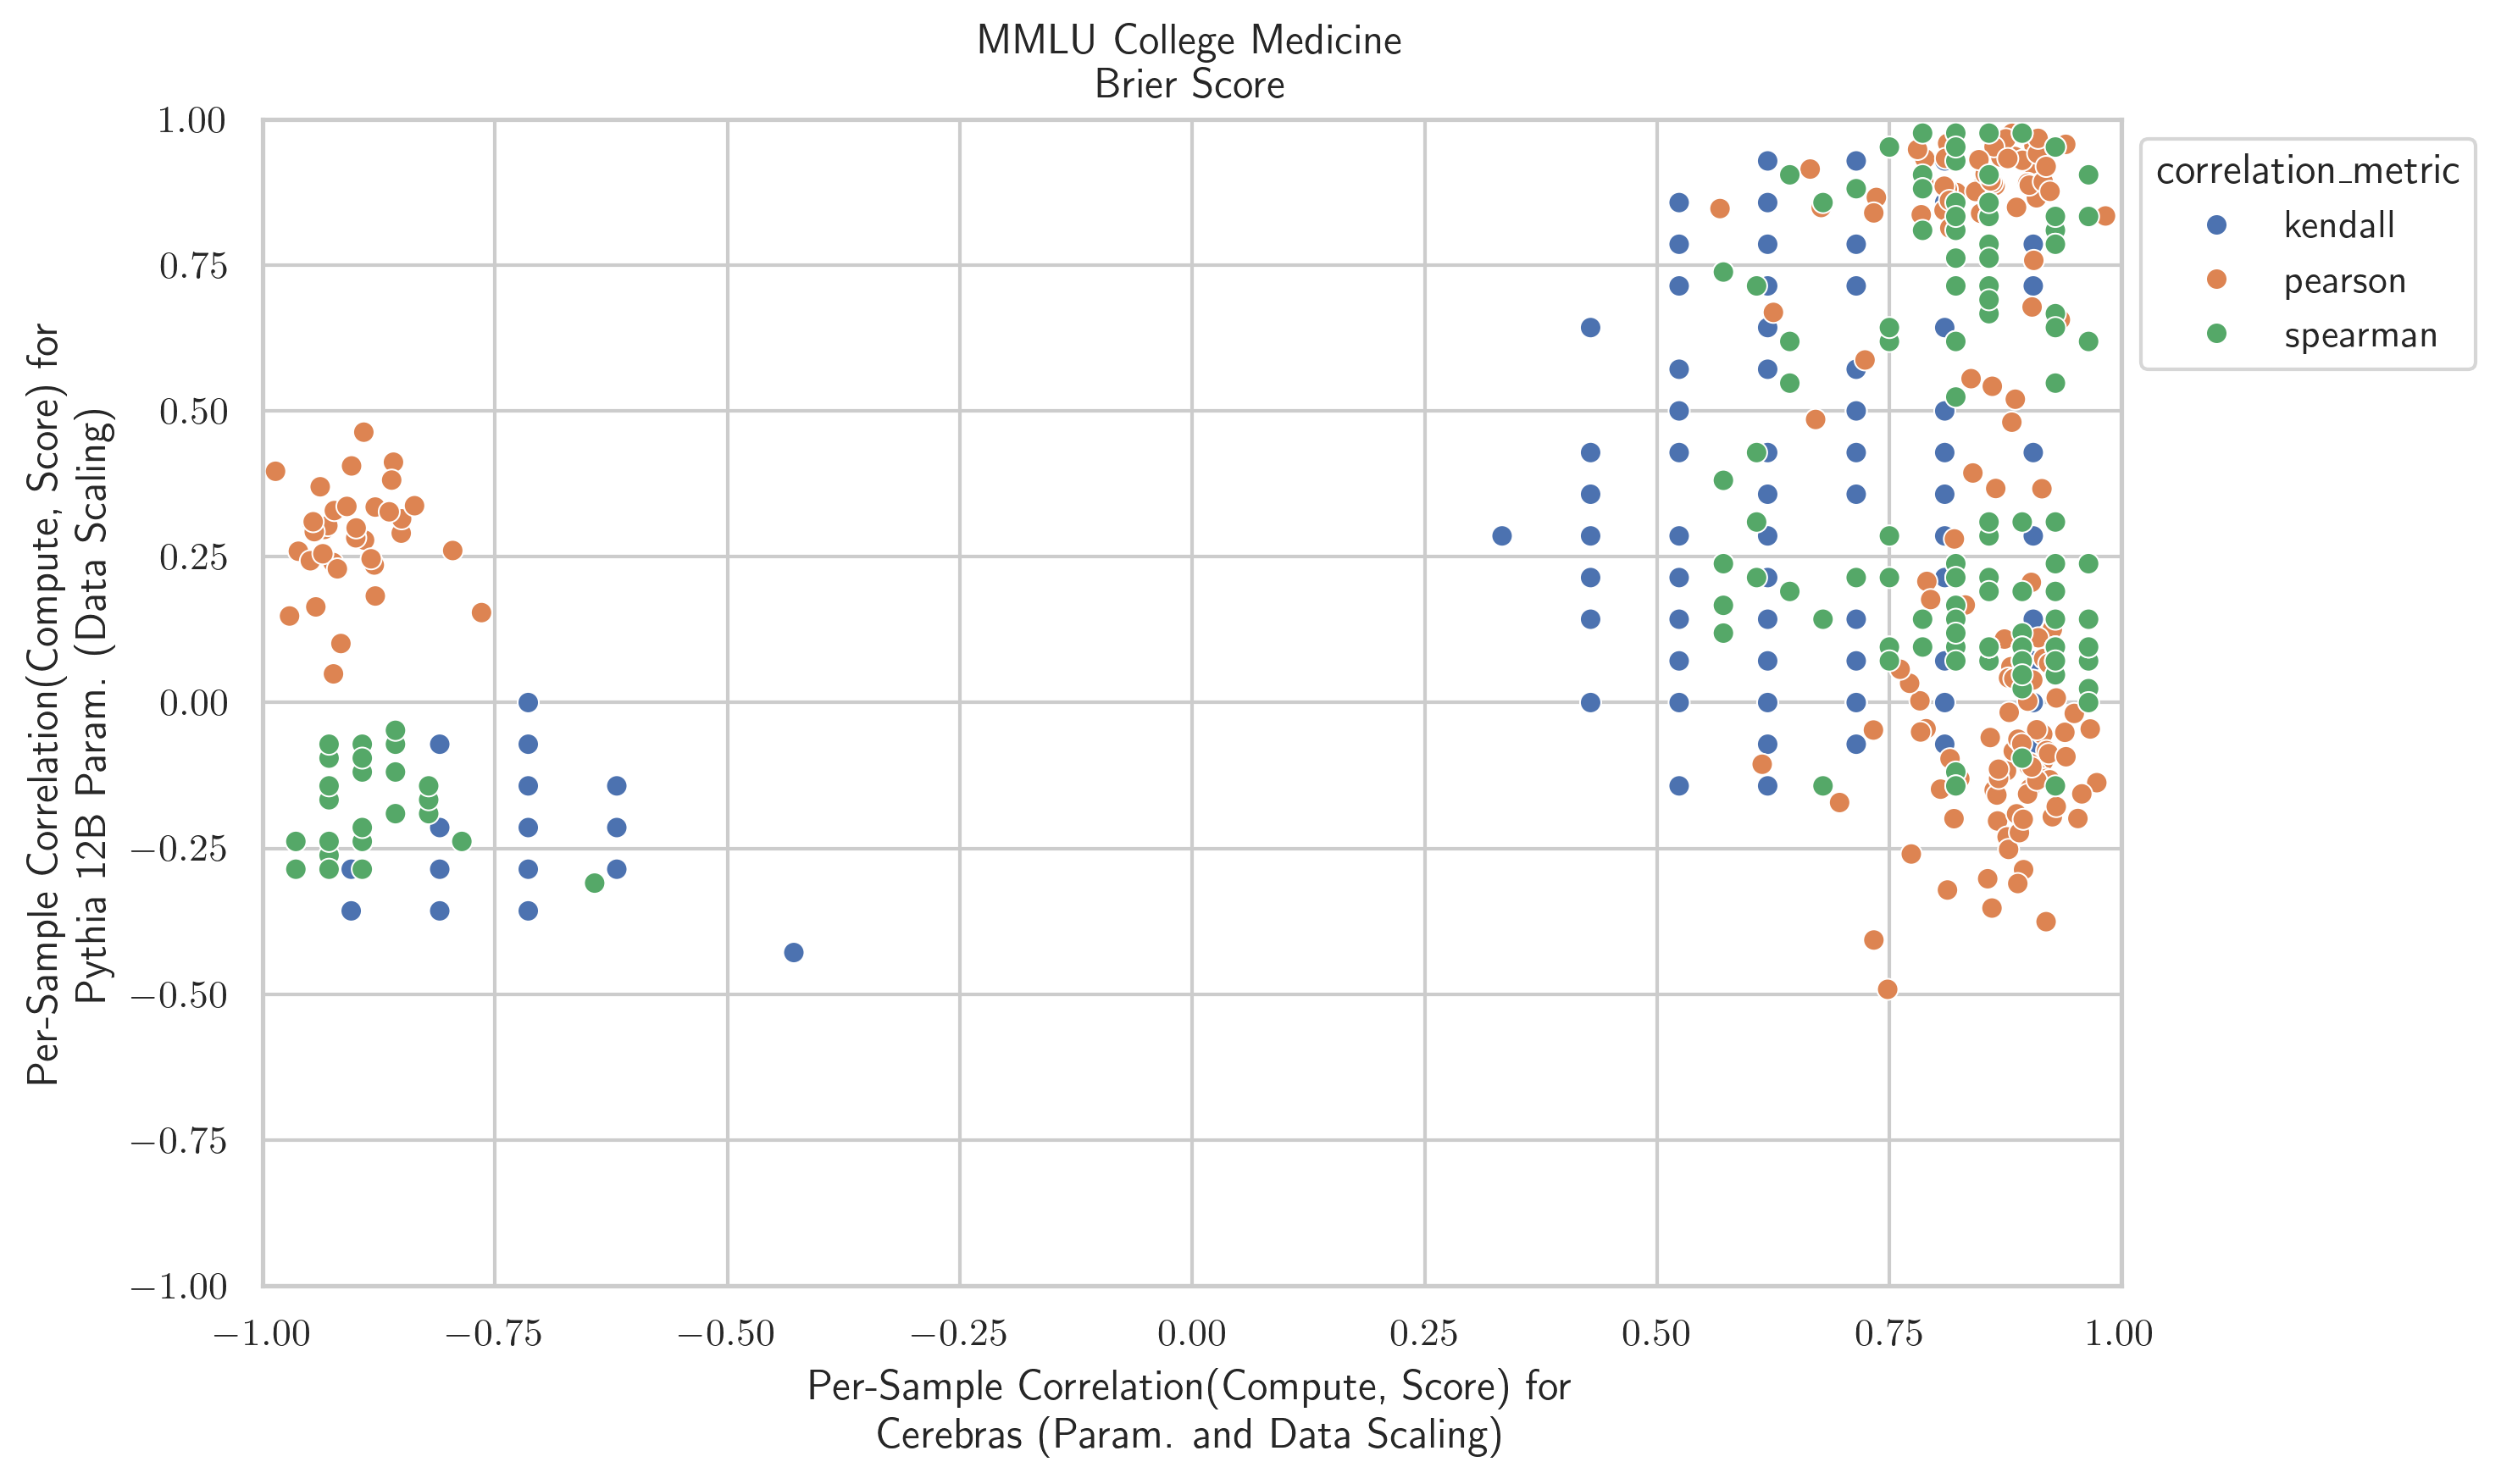 MMLU College Medicine
Brier Score
Per-Sample Correlation(Compute, Score) for
Pythia 12B Param. (Data Scaling)
1.00
0.75
0.50
0.25
0.00
−0.25
−0.50
−0.75
−1.00
−1.00 −0.75 −0.50 −0.25 0.00 0.25 0.50 0.75 1.00
Per-Sample Correlation(Compute, Score) for
Cerebras (Param. and Data Scaling)
correlation_metric
kendall
pearson
spearman